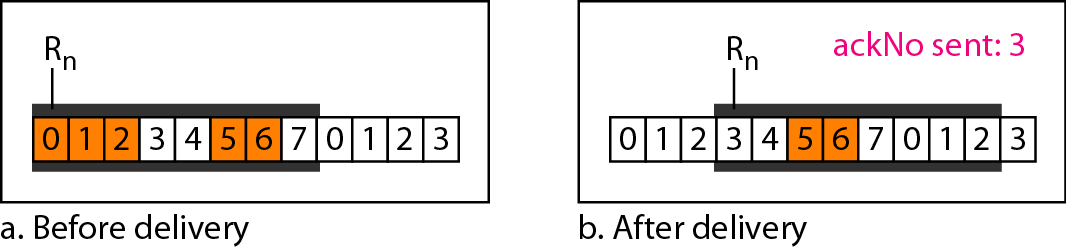 Rn
0 1 2 3 4 5 6 7 0 1 2 3
a. Before delivery
ackNo sent: 3
Rn
0 1 2 3 4 5 6 7 0 1 2 3
b. After delivery